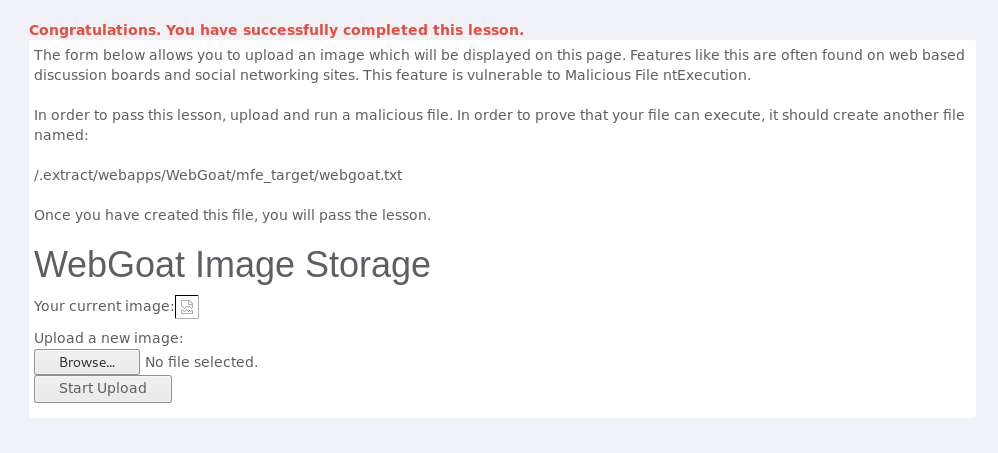 Congratulations. You have successfully completed this lesson.
The form below allows you to upload an image which will be displayed on this page. Features like this are often found on web based
discussion boards and social networking sites. This feature is vulnerable to Malicious File ntExecution.
In order to pass this lesson, upload and run a malicious file. In order to prove that your file can execute, it should create another file
named:
/.extract/webapps/WebGoat/mfe_target/webgoat.txt
Once you have created this file, you will pass the lesson.
WebGoat Image Storage
Your current image:
Upload a new image:
Browse... No file selected.
Start Upload